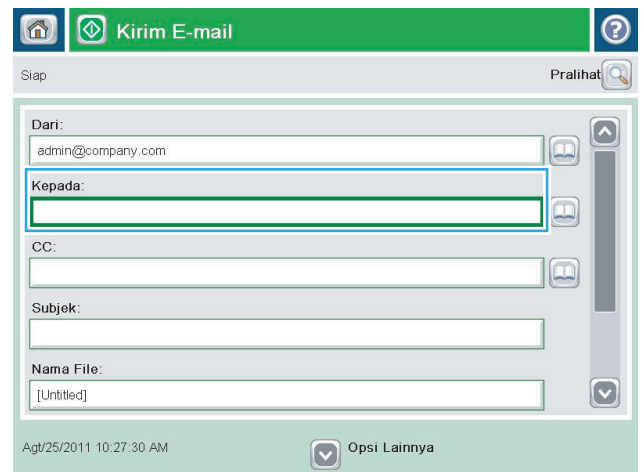 Kirim E-mail
?
Siap
Pralihat
Dari:
admin@company.com
Kepada:
CC:
Subjek:
Nama File:
[Untitled]
Agt/25/2011 10:27:30 AM
Opsi Lainnya